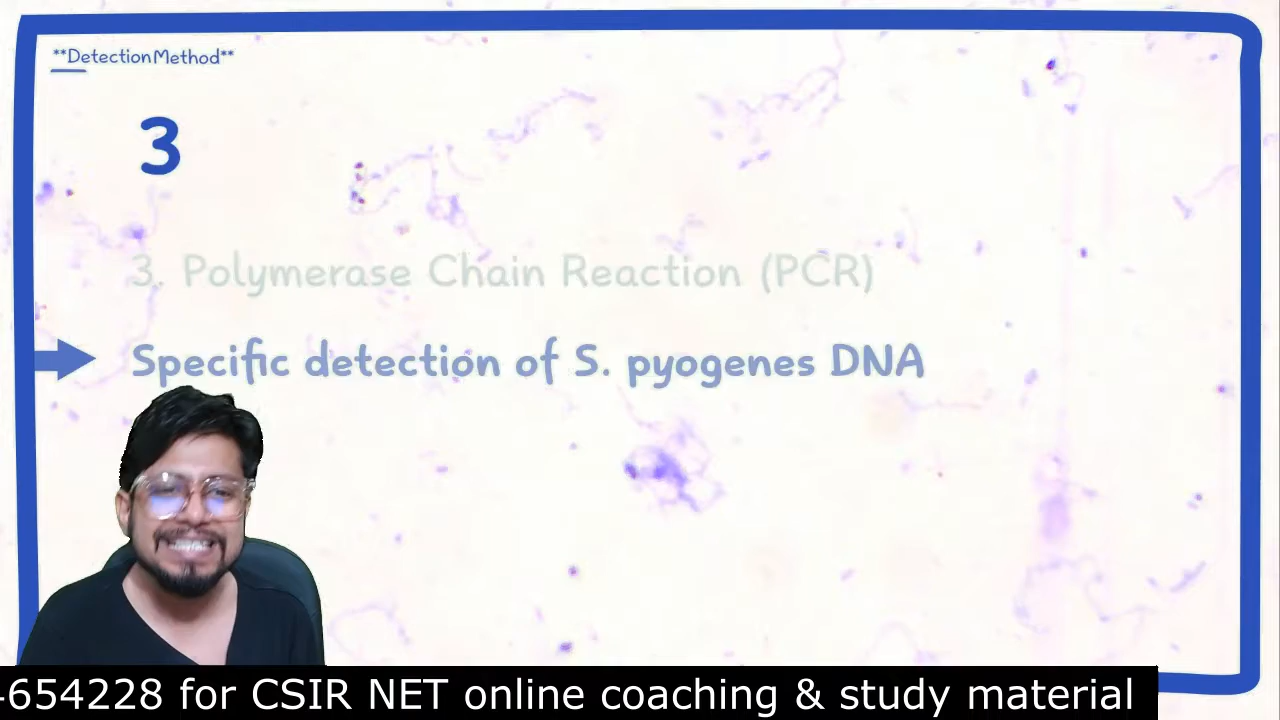 **DetectionMethod**
3
3. Polymerase Chain Reaction (PCR)
Specific detection of S. pyogenes DNA
-654228 for CSIR NET online coaching & study material